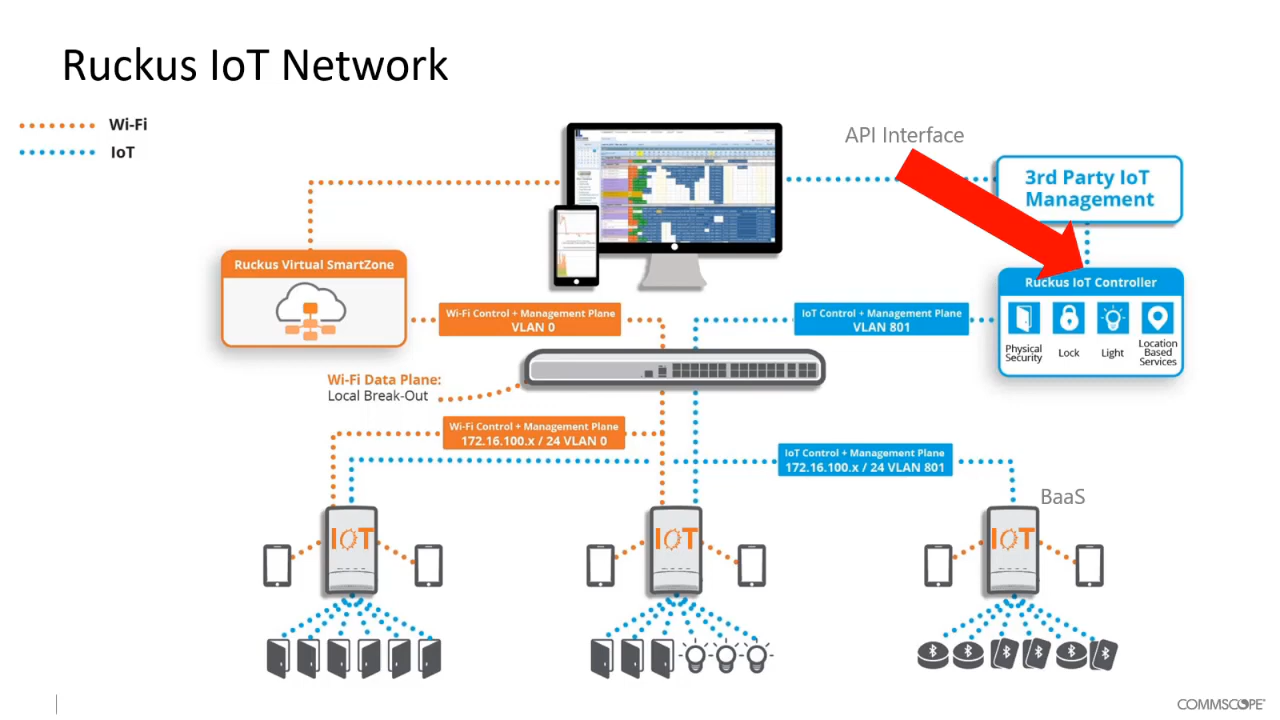 Ruckus IoT Network
Wi-Fi
IoT
API Interface
3rd Party IoT
Management
Ruckus Virtual SmartZone
Ruckus IoT Controller
Physical
Security
Lock
Light
Location
Based
Services
Wi-Fi Control + Management Plane
VLAN 0
IoT Control + Management Plane
VLAN 801
Wi-Fi Data Plane:
Local Break-Out
Wi-Fi Control + Management Plane
172.16.100.x / 24 VLAN 0
IoT Control + Management Plane
172.16.100.x / 24 VLAN 801
BaaS
IoT
IoT
IoT
COMMSCOPE®